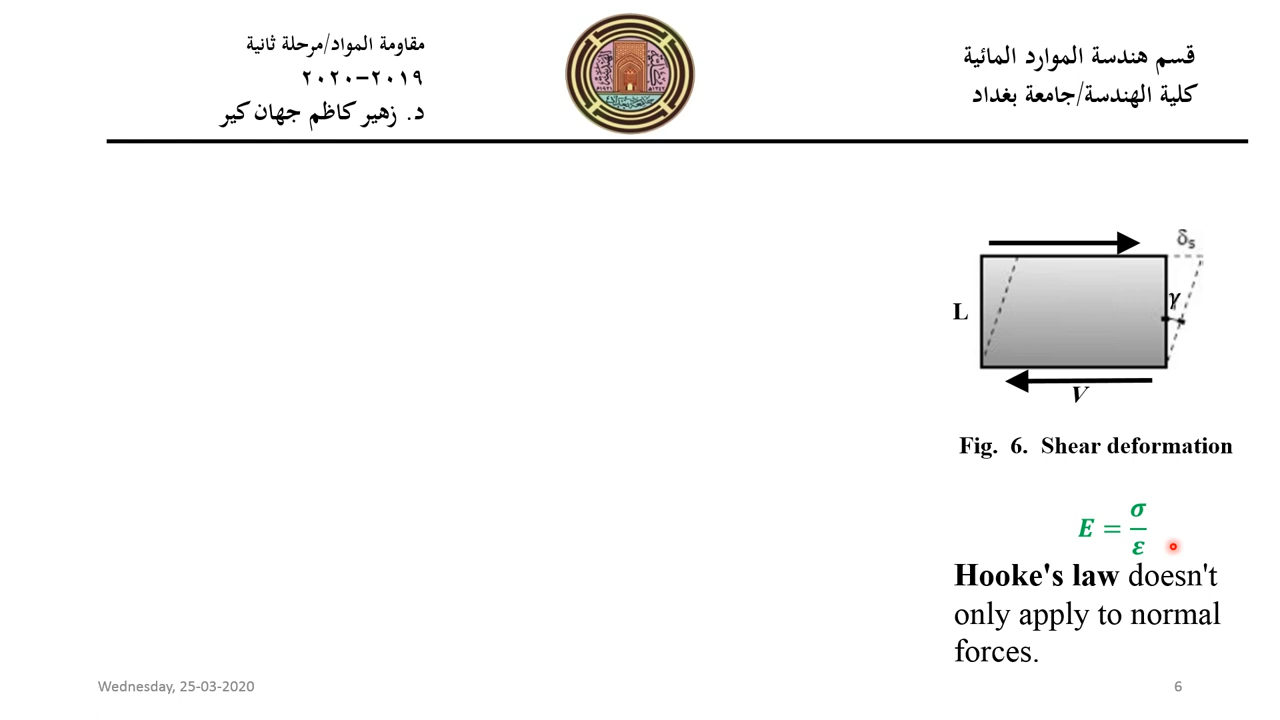 قسم هندسة الموارد المائية
كلية الهندسة/جامعة بغداد
مقاومة المواد/مرحلة ثانية
٢٠١٩-٢٠٢٠
د. زهير كاظم جهان كير
δs
γ
L
V
Fig. 6. Shear deformation
E = σ/ε
Hooke's law doesn't
only apply to normal
forces.
Wednesday, 25-03-2020
6